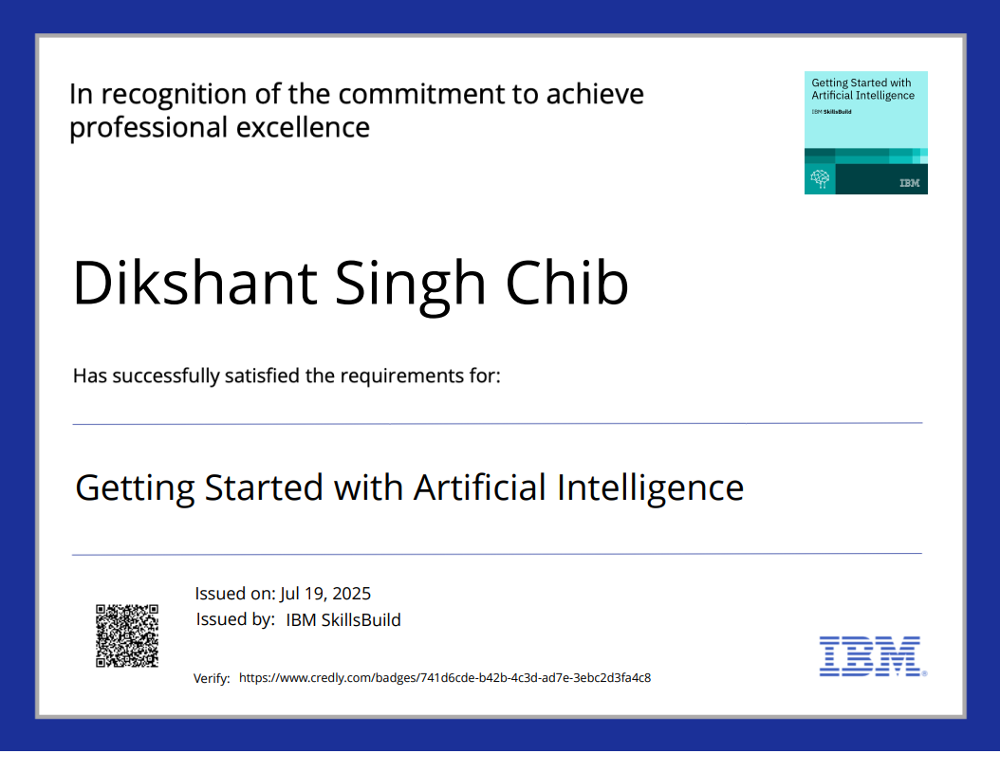 In recognition of the commitment to achieve
professional excellence
Getting Started with
Artificial Intelligence
IBM SkillsBuild
IBM
Dikshant Singh Chib
Has successfully satisfied the requirements for:
Getting Started with Artificial Intelligence
Issued on: Jul 19, 2025
Issued by: IBM SkillsBuild
Verify: https://www.credly.com/badges/741d6cde-b42b-4c3d-ad7e-3ebc2d3fa4c8
IBM®